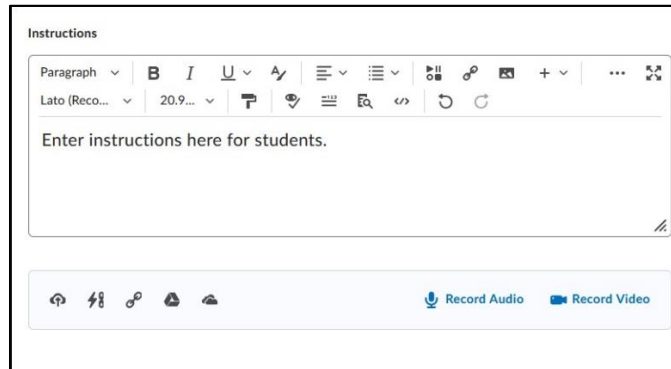 Instructions
Paragraph B I U + ...
Lato (Reco... 20.9... </>
Enter instructions here for students.
Record Audio Record Video